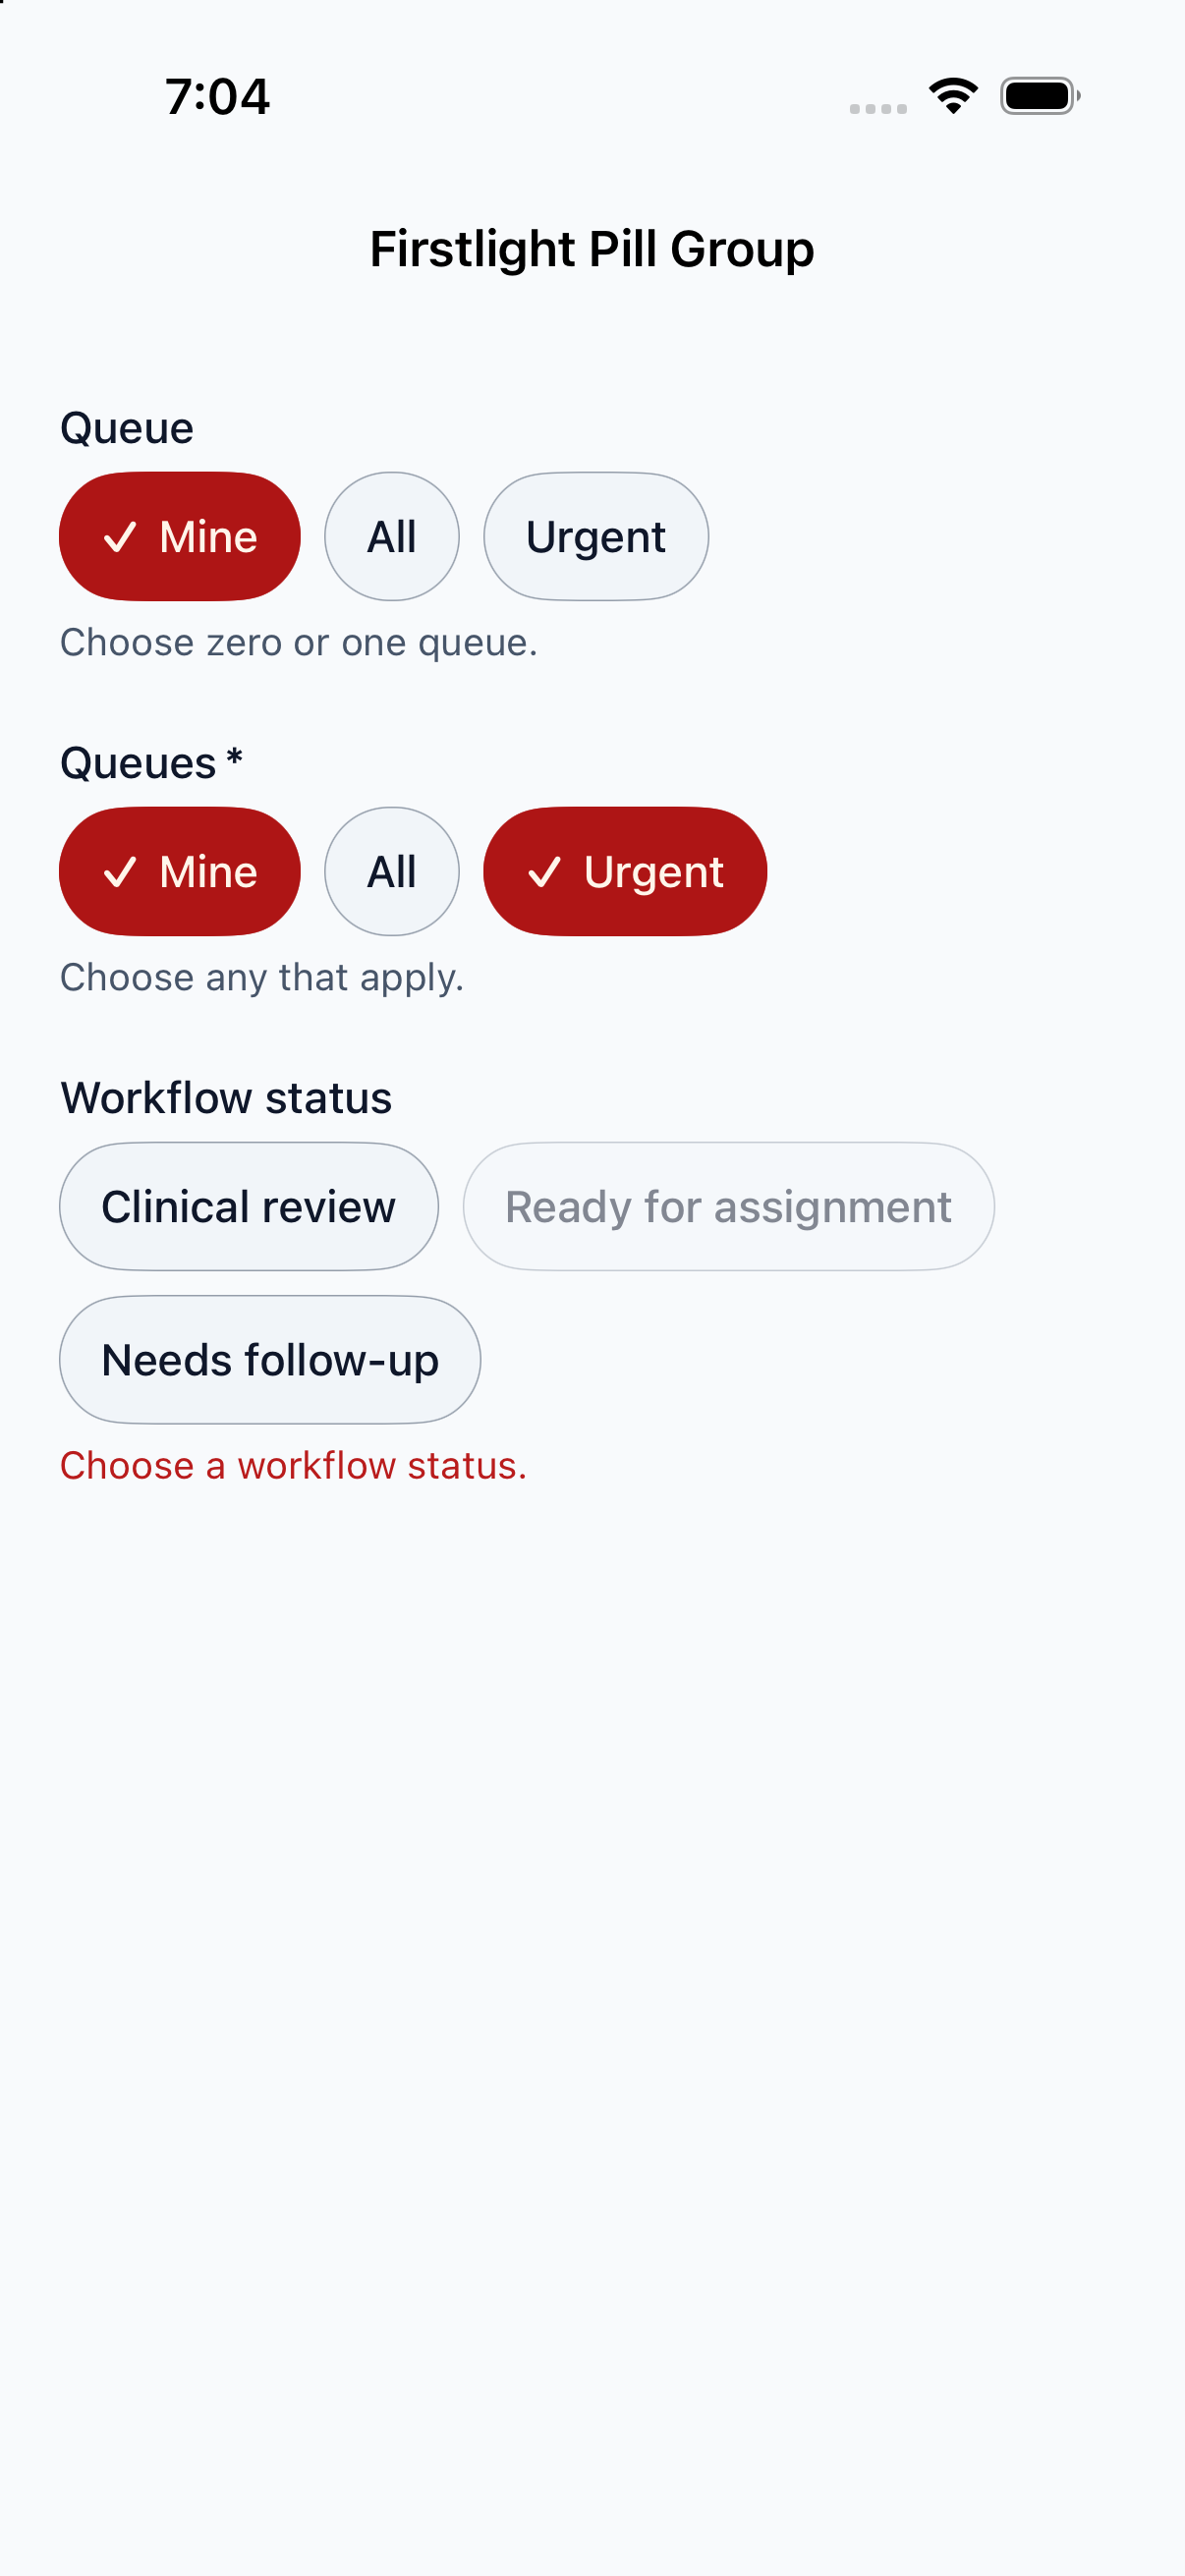 7:04
Firstlight Pill Group
Queue
✓ Mine All Urgent
Choose zero or one queue.
Queues *
✓ Mine All ✓ Urgent
Choose any that apply.
Workflow status
Clinical review Ready for assignment
Needs follow-up
Choose a workflow status.